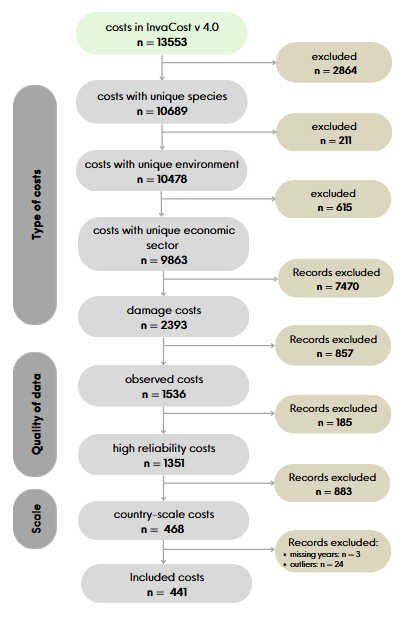 costs in InvaCost v 4.0
n = 13553
excluded
n = 2864
costs with unique species
n = 10689
excluded
n = 211
costs with unique environment
n = 10478
excluded
n = 615
costs with unique economic
sector
n = 9863
Records excluded
n = 7470
damage costs
n = 2393
Records excluded
n = 857
observed costs
n = 1536
Records excluded
n = 185
high reliability costs
n = 1351
Records excluded
n = 883
country-scale costs
n = 468
Records excluded:
• missing years: n = 3
• outliers: n = 24
Included costs
n = 441
Type of costs
Quality of data
Scale